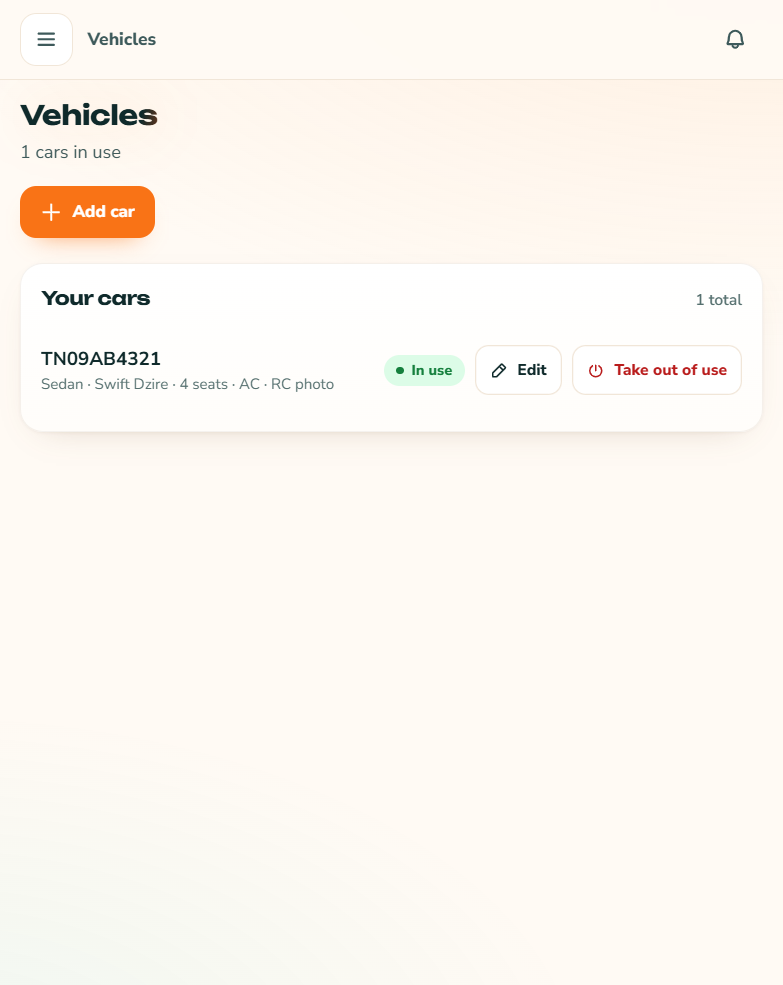 Vehicles
Vehicles
1 cars in use
Add car
Your cars
1 total
TN09AB4321
Sedan · Swift Dzire · 4 seats · AC · RC photo
In use
Edit
Take out of use